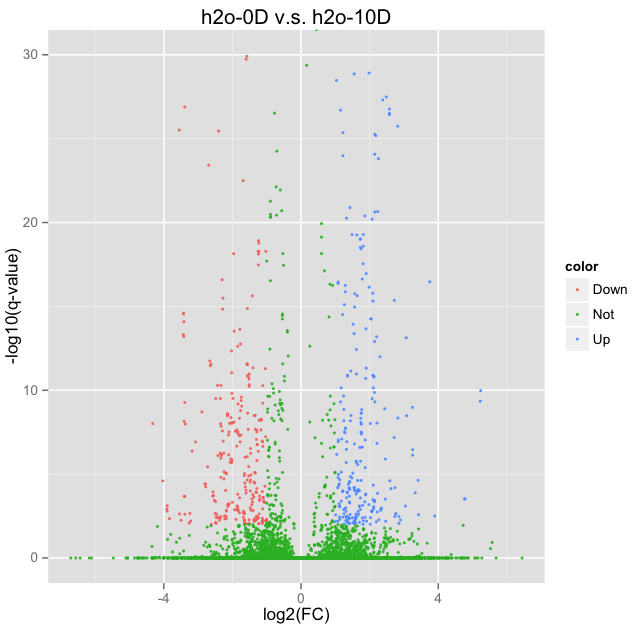 h2o-0D v.s. h2o-10D
-log10(q-value)
30
20
10
0
-4
0
4
log2(FC)
color
Down
Not
Up